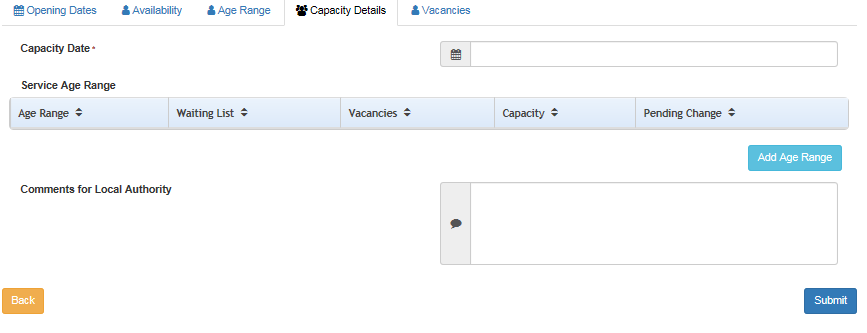 Opening Dates Availability Age Range Capacity Details Vacancies
Capacity Date *
Service Age Range
Age Range Waiting List Vacancies Capacity Pending Change
Add Age Range
Comments for Local Authority
Back Submit